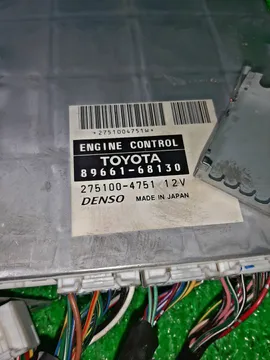 *2751004751W*
ENGINE CONTROL
TOYOTA
89661-68130
275100-4751 12V
DENSO MADE IN JAPAN